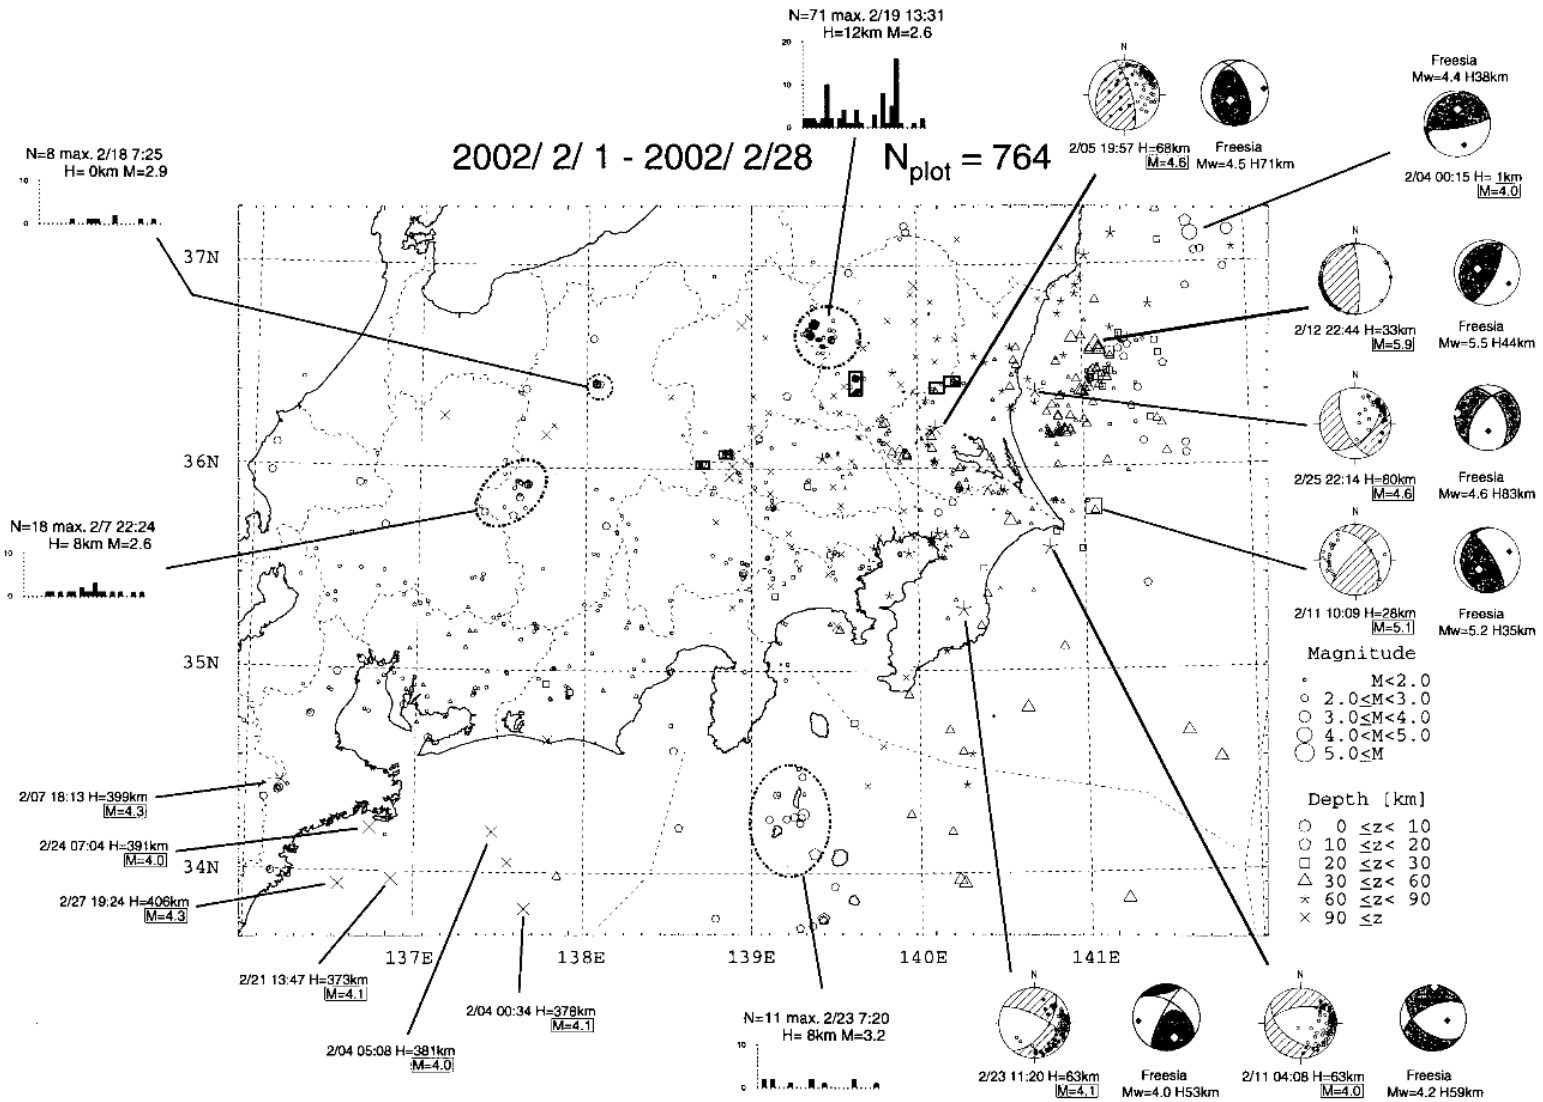 N=71 max. 2/19 13:31
H=12km M=2.6
20
10
0
N=8 max. 2/18 7:25
H= 0km M=2.9
10
0
2002/ 2/ 1 - 2002/ 2/28 Nplot = 764
N
2/05 19:57 H=68km
M=4.6
Freesia
Mw=4.5 H71km
Freesia
Mw=4.4 H38km
2/04 00:15 H= 1km
M=4.0
37N
36N
35N
34N
N
2/12 22:44 H=33km
M=5.9
Freesia
Mw=5.5 H44km
N
2/25 22:14 H=80km
M=4.6
Freesia
Mw=4.6 H83km
N
2/11 10:09 H=28km
M=5.1
Freesia
Mw=5.2 H35km
N=18 max. 2/7 22:24
H= 8km M=2.6
10
0
Magnitude
M<2.0
2.0≤M<3.0
3.0≤M<4.0
4.0≤M<5.0
5.0≤M
Depth [km]
0 ≤z< 10
10 ≤z< 20
20 ≤z< 30
30 ≤z< 60
60 ≤z< 90
90 ≤z
2/07 18:13 H=399km
M=4.3
2/24 07:04 H=391km
M=4.0
2/27 19:24 H=406km
M=4.3
137E 138E 139E 140E 141E
2/21 13:47 H=373km
M=4.1
2/04 00:34 H=378km
M=4.1
2/04 05:08 H=381km
M=4.0
N=11 max. 2/23 7:20
H= 8km M=3.2
10
0
N
2/23 11:20 H=63km
M=4.1
Freesia
Mw=4.0 H53km
N
2/11 04:08 H=63km
M=4.0
Freesia
Mw=4.2 H59km